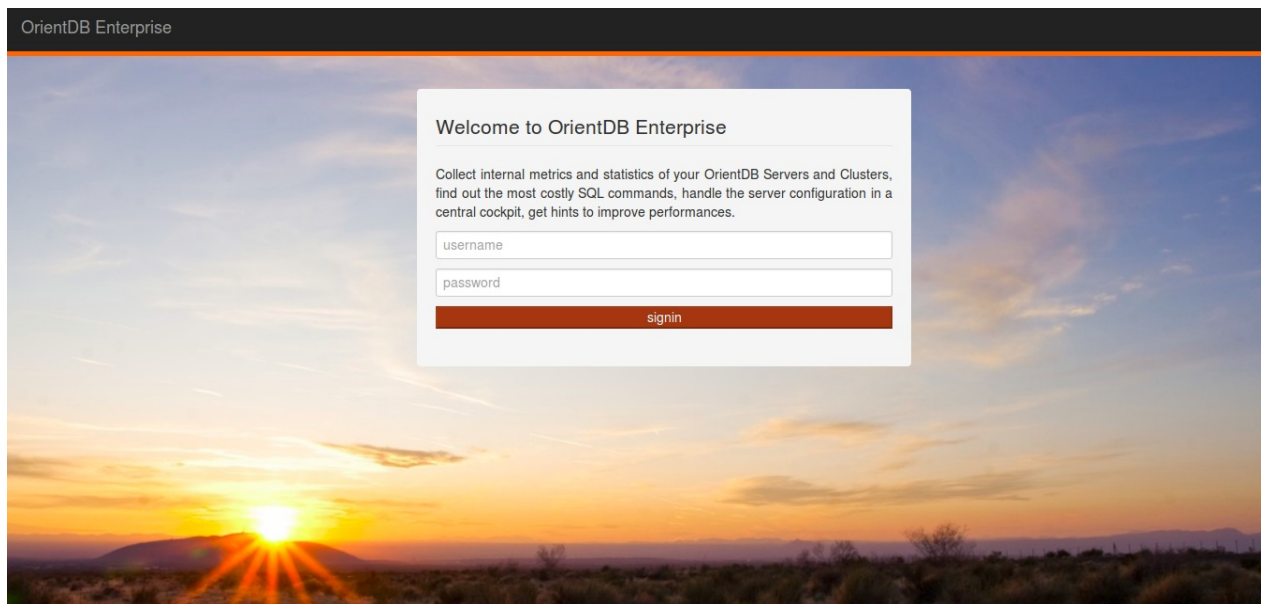 OrientDB Enterprise
Welcome to OrientDB Enterprise
Collect internal metrics and statistics of your OrientDB Servers and Clusters,
find out the most costly SQL commands, handle the server configuration in a
central cockpit, get hints to improve performances.
username
password
signin